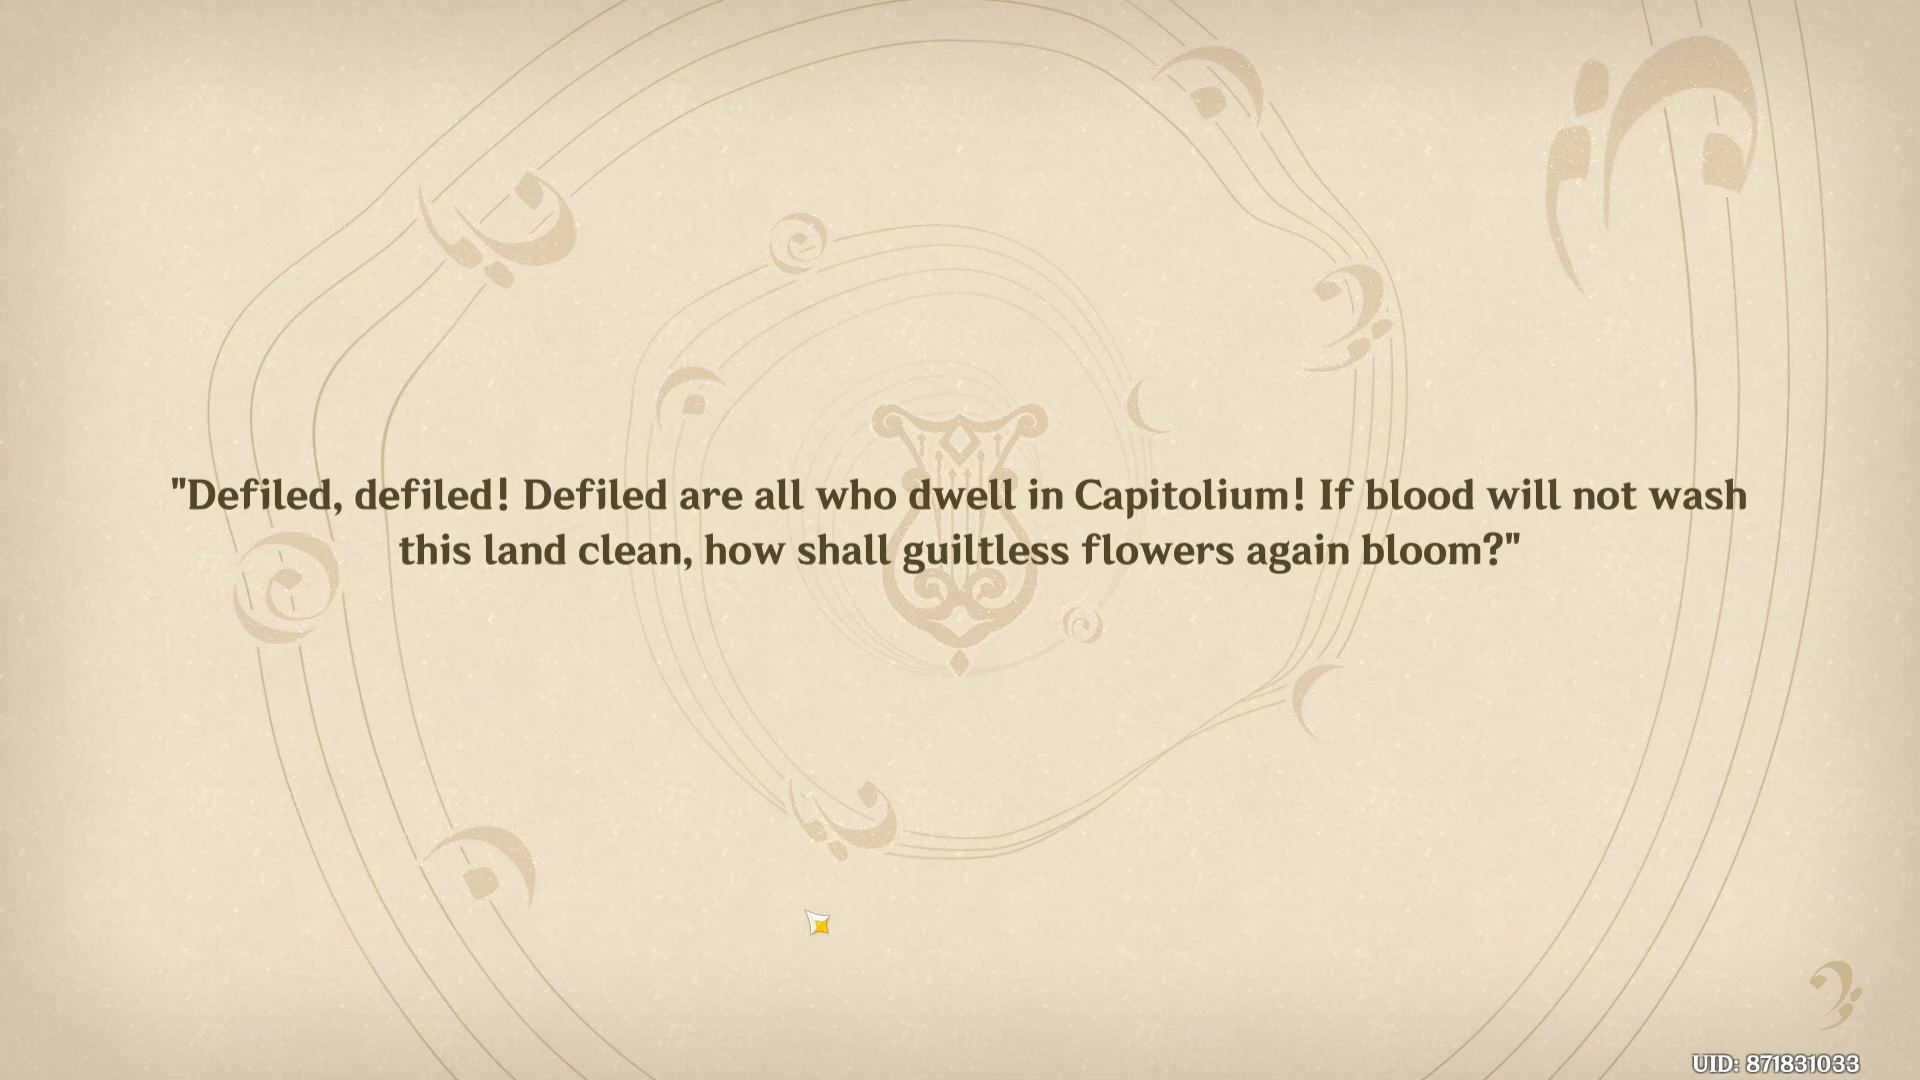 "Defiled, defiled! Defiled are all who dwell in Capitolium! If blood will not wash
this land clean, how shall guiltless flowers again bloom?"
UID: 871831033